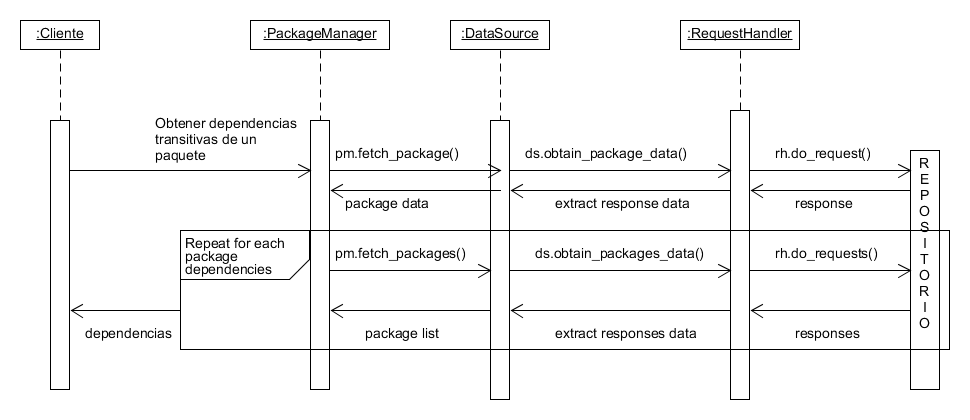 :Cliente
:PackageManager
:DataSource
:RequestHandler
Obtener dependencias
transitivas de un
paquete
pm.fetch_package()
ds.obtain_package_data()
rh.do_request()
package data
extract response data
response
REPOSITORIO
Repeat for each
package
dependencies
pm.fetch_packages()
ds.obtain_packages_data()
rh.do_requests()
dependencias
package list
extract responses data
responses